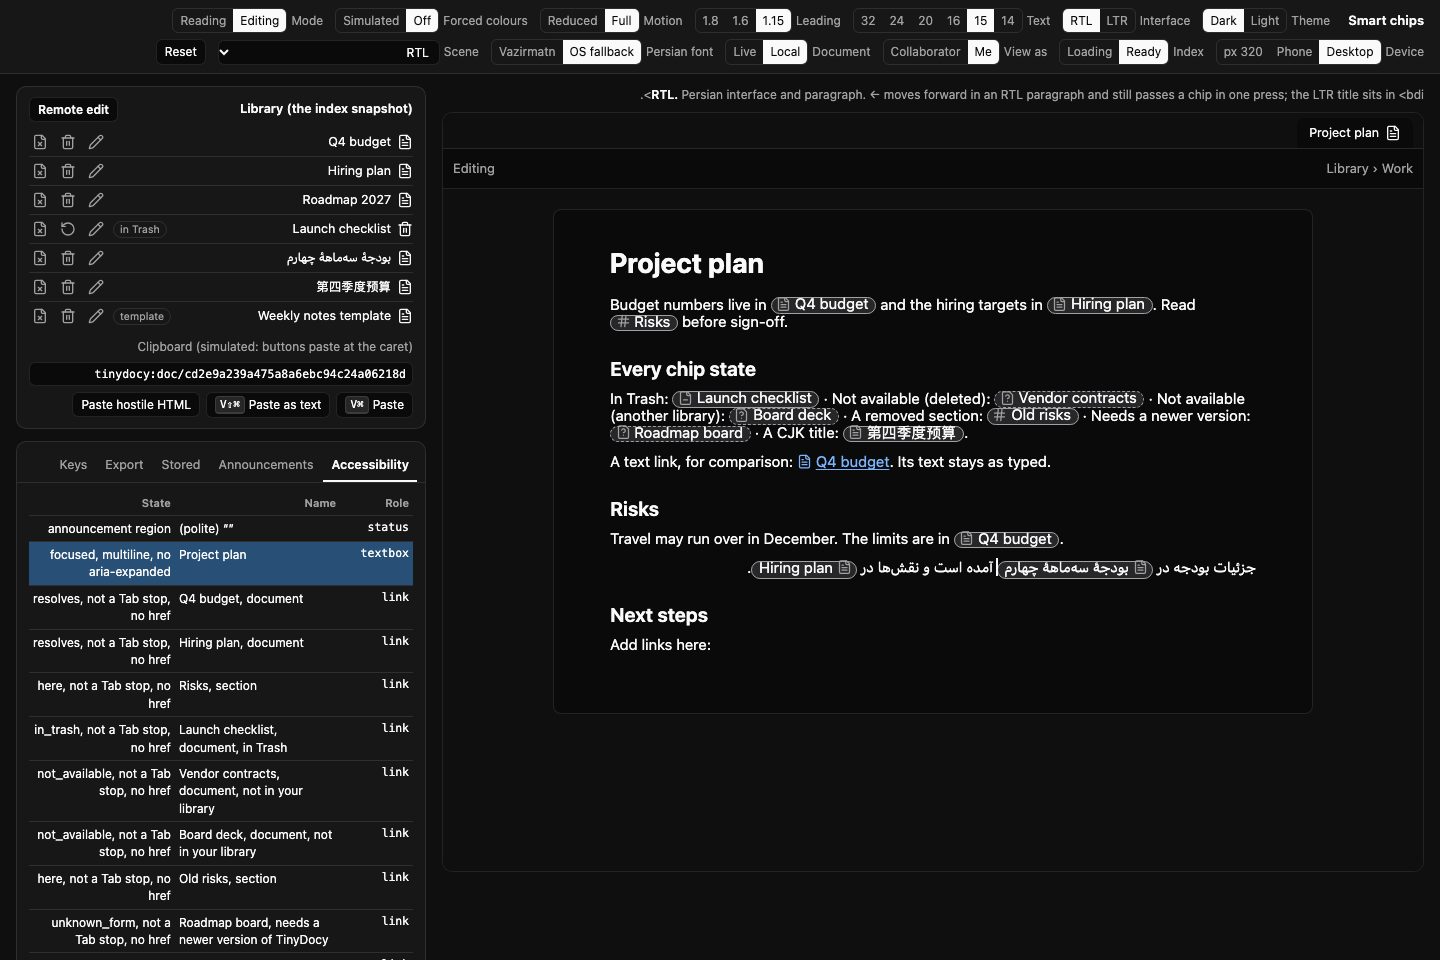 Smart chips
Theme Light Dark
Interface LTR RTL
Text 14 15 16 20 24 32
Leading 1.15 1.6 1.8
Motion Full Reduced
Forced colours Off Simulated
Mode Editing Reading
Device Desktop Phone px 320
Index Ready Loading
View as Me Collaborator
Document Local Live
Persian font OS fallback Vazirmatn
Scene RTL
Reset
.<RTL. Persian interface and paragraph. ← moves forward in an RTL paragraph and still passes a chip in one press; the LTR title sits in <bdi
Library (the index snapshot)
Remote edit
Q4 budget
Hiring plan
Roadmap 2027
Launch checklist in Trash
بودجهٔ سه‌ماههٔ چهارم
第四季度预算
Weekly notes template template
Clipboard (simulated: buttons paste at the caret)
tinydocy:doc/cd2e9a239a475a8a6ebc94c24a06218d
Paste V⌘
Paste as text V⇧⌘
Paste hostile HTML
Accessibility Announcements Stored Export Keys
Role Name State
status (polite) “” announcement region
textbox Project plan focused, multiline, no
aria-expanded
link Q4 budget, document resolves, not a Tab stop,
no href
link Hiring plan, document resolves, not a Tab stop,
no href
link Risks, section here, not a Tab stop, no
href
link Launch checklist, in_trash, not a Tab stop,
document, in Trash no href
link Vendor contracts, not_available, not a Tab
document, not in your stop, no href
library
link Board deck, document, not not_available, not a Tab
in your library stop, no href
link Old risks, section here, not a Tab stop, no
href
link Roadmap board, needs a unknown_form, not a
newer version of TinyDocy Tab stop, no href
Project plan
Library › Work
Editing
Project plan
Budget numbers live in Q4 budget and the hiring targets in Hiring plan. Read
# Risks before sign-off.
Every chip state
In Trash: Launch checklist · Not available (deleted): Vendor contracts · Not available
(another library): Board deck · A removed section: # Old risks · Needs a newer version:
Roadmap board · A CJK title: 第四季度预算.
A text link, for comparison: Q4 budget. Its text stays as typed.
Risks
Travel may run over in December. The limits are in Q4 budget.
جزئیات بودجه در بودجهٔ سه‌ماههٔ چهارم آمده است و نقش‌ها در Hiring plan.
Next steps
Add links here: